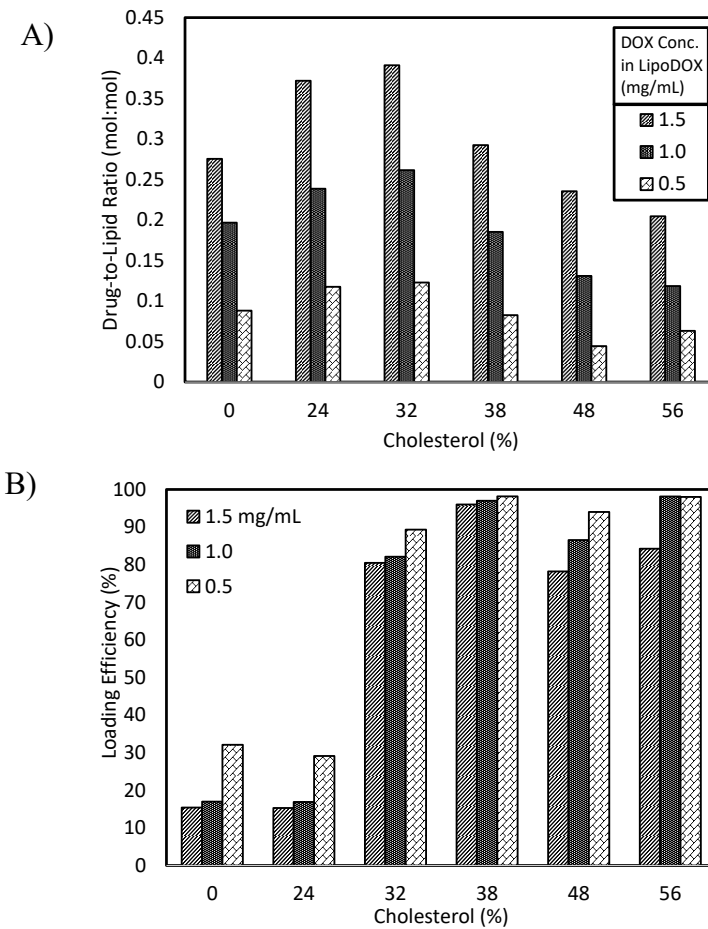 A)
Drug-to-Lipid Ratio (mol:mol)
0.45
0.4
0.35
0.3
0.25
0.2
0.15
0.1
0.05
0
DOX Conc.
in LipoDOX
(mg/mL)
1.5
1.0
0.5
0 24 32 38 48 56
Cholesterol (%)
B)
Loading Efficiency (%)
100
90
80
70
60
50
40
30
20
10
0
1.5 mg/mL
1.0
0.5
0 24 32 38 48 56
Cholesterol (%)